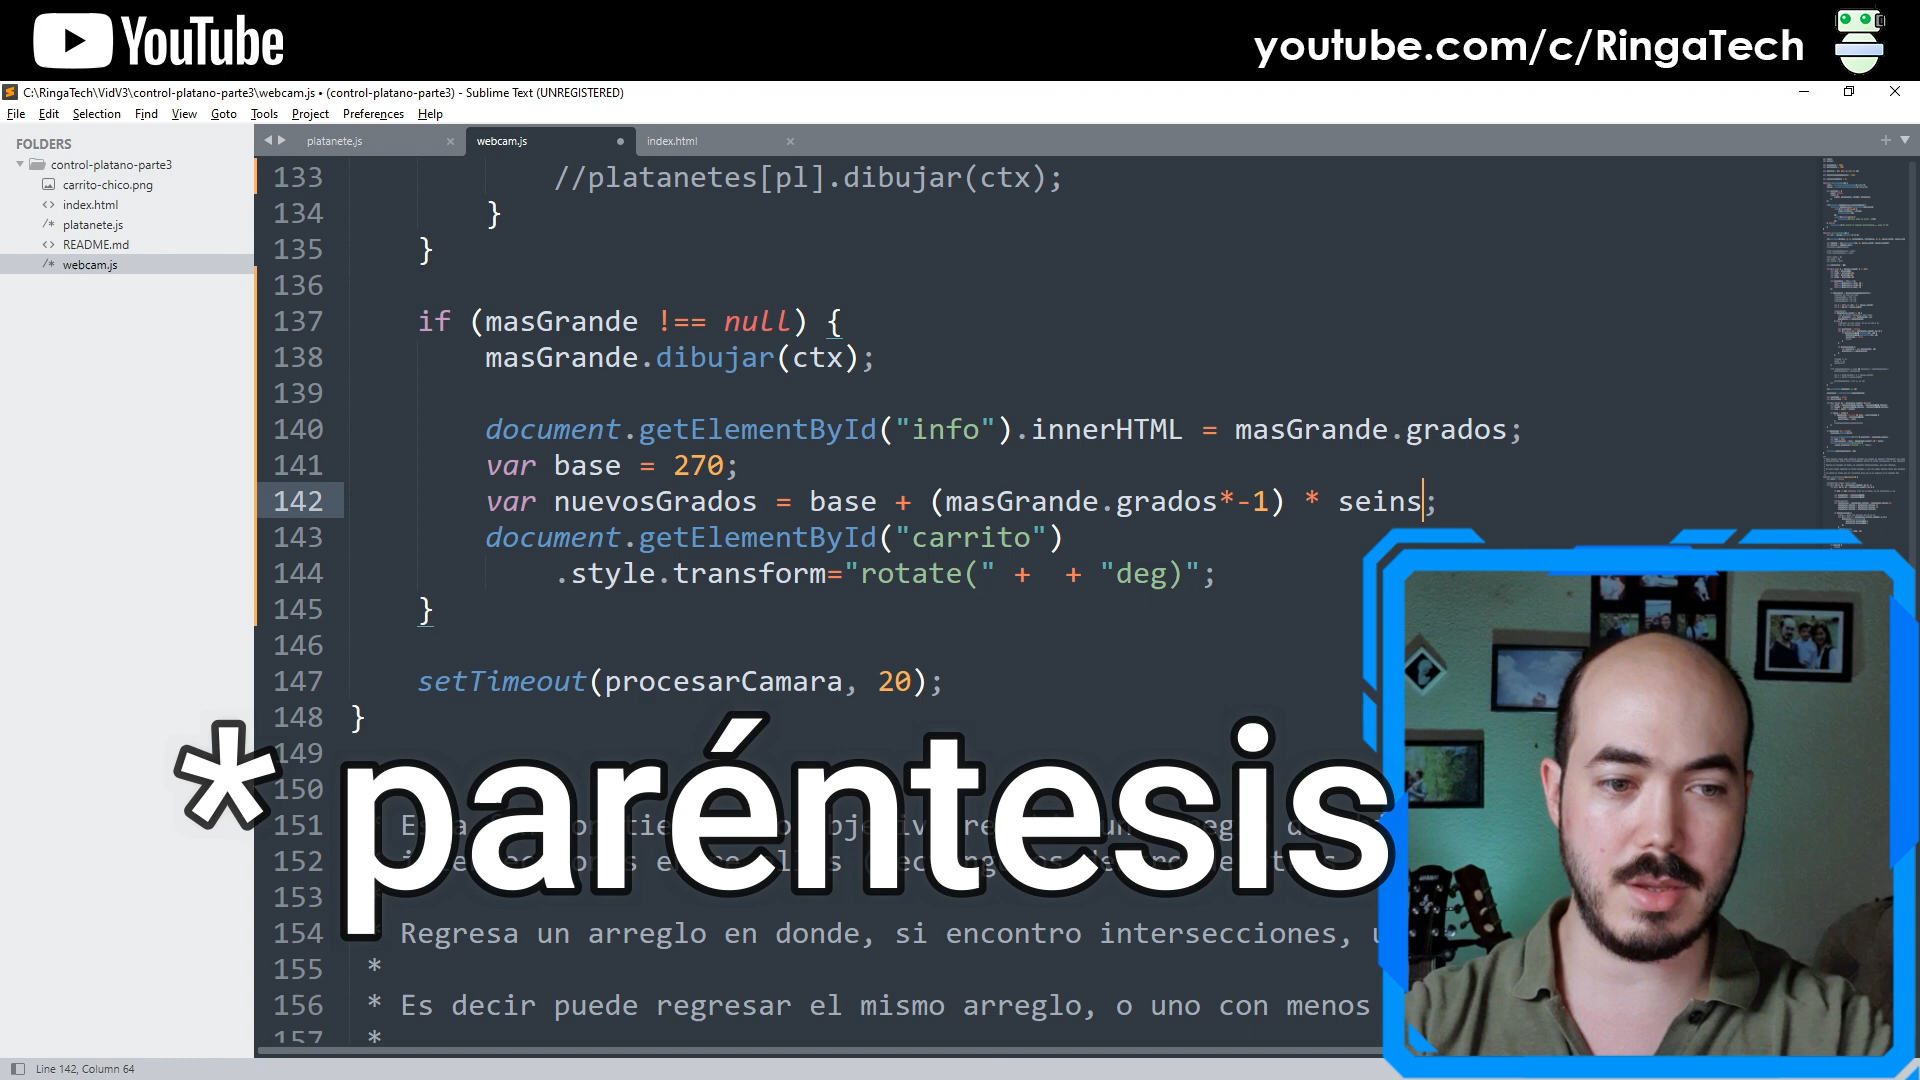 YouTube
youtube.com/c/RingaTech
C:\RingaTech\VidV3\control-platano-parte3\webcam.js • (control-platano-parte3) - Sublime Text (UNREGISTERED)
File Edit Selection Find View Goto Tools Project Preferences Help
FOLDERS
control-platano-parte3
carrito-chico.png
index.html
platanete.js
README.md
webcam.js
platanete.js webcam.js index.html
133 //platanetes[pl].dibujar(ctx);
134 }
135 }
136
137 if (masGrande !== null) {
138 masGrande.dibujar(ctx);
139
140 document.getElementById("info").innerHTML = masGrande.grados;
141 var base = 270;
142 var nuevosGrados = base + (masGrande.grados*-1) * seins;
143 document.getElementById("carrito")
144 .style.transform="rotate(" + + "deg)";
145 }
146
147 setTimeout(procesarCamara, 20);
148 }
149
150
151
152
153
154 Regresa un arreglo en donde, si encontro intersecciones,
155 *
156 * Es decir puede regresar el mismo arreglo, o uno con menos
157 *
* paréntesis
Line 142, Column 64